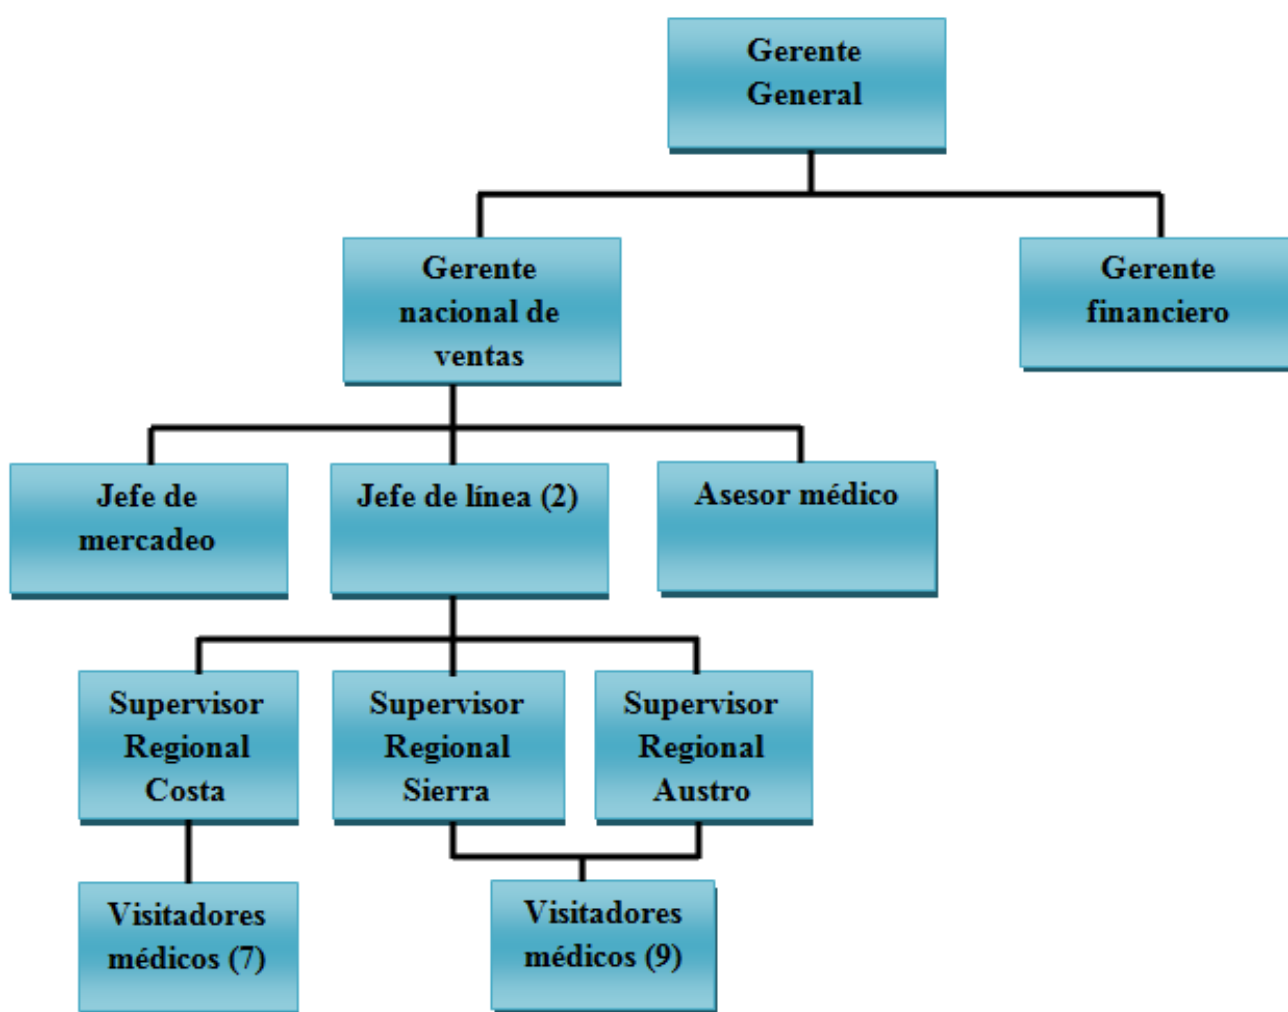 Gerente
General
Gerente
nacional de
ventas
Gerente
financiero
Jefe de
mercadeo
Jefe de línea (2)
Asesor médico
Supervisor
Regional
Costa
Supervisor
Regional
Sierra
Supervisor
Regional
Austro
Visitadores
médicos (7)
Visitadores
médicos (9)